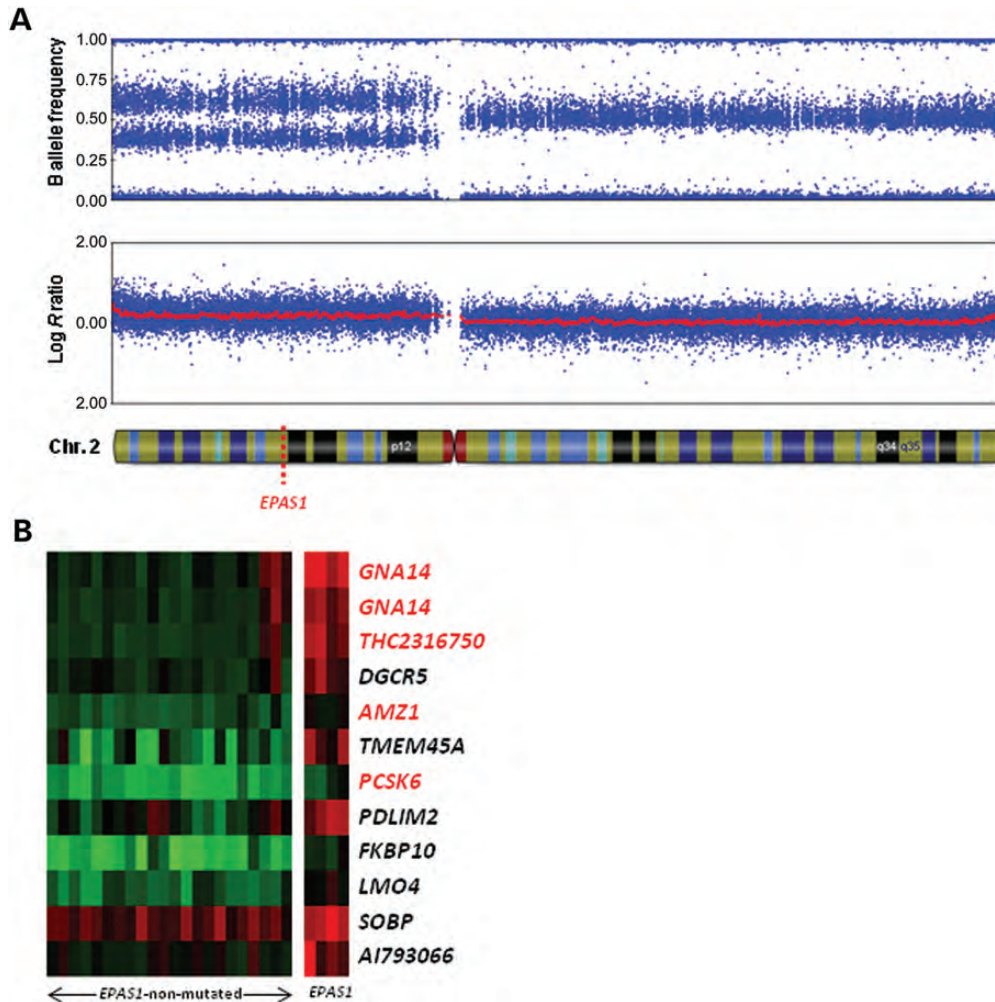 A
B allele frequency
1.00
0.75
0.50
0.25
0.00
Log R ratio
2.00
0.00
2.00
Chr.2
p12
q34
q35
EPAS1
B
GNA14
GNA14
THC2316750
DGCR5
AMZ1
TMEM45A
PCSK6
PDLIM2
FKBP10
LMO4
SOBP
AI793066
EPAS1-non-mutated
EPAS1